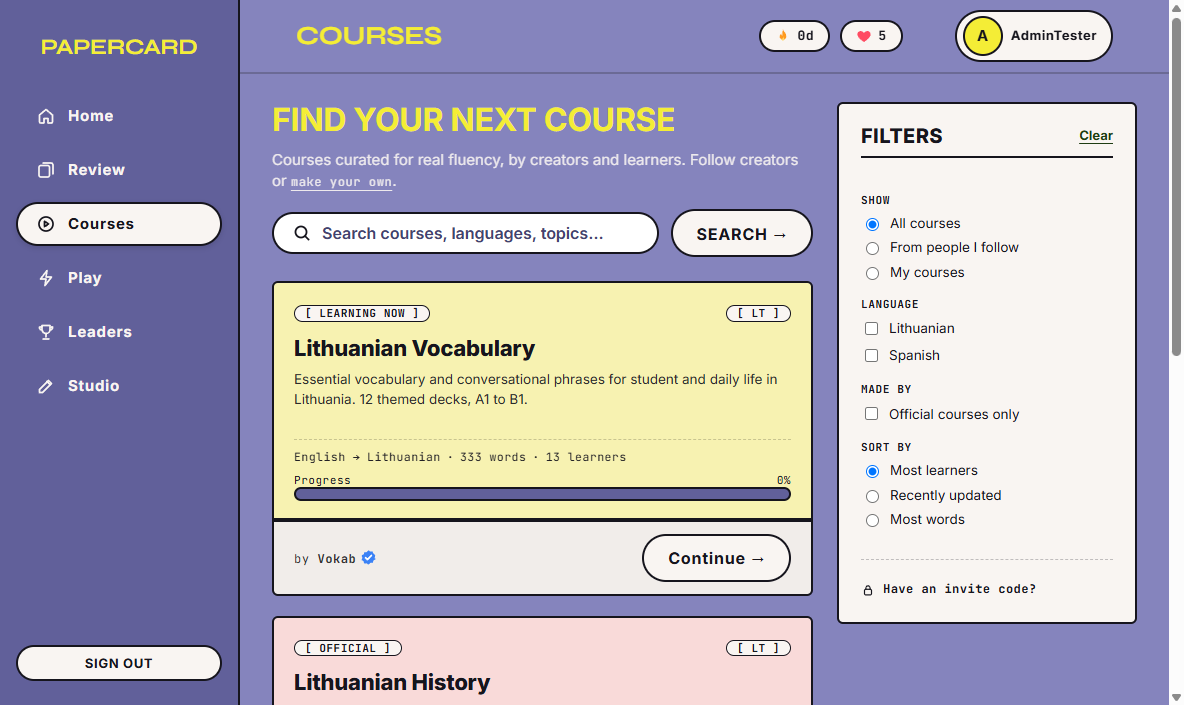 PAPERCARD
Home
Review
Courses
Play
Leaders
Studio
SIGN OUT
COURSES
0d
5
A
AdminTester
FIND YOUR NEXT COURSE
Courses curated for real fluency, by creators and learners. Follow creators
or make your own.
Search courses, languages, topics...
SEARCH →
[ LEARNING NOW ]
[ LT ]
Lithuanian Vocabulary
Essential vocabulary and conversational phrases for student and daily life in
Lithuania. 12 themed decks, A1 to B1.
English → Lithuanian · 333 words · 13 learners
Progress
0%
by Vokab
Continue →
[ OFFICIAL ]
[ LT ]
Lithuanian History
FILTERS
Clear
SHOW
All courses
From people I follow
My courses
LANGUAGE
Lithuanian
Spanish
MADE BY
Official courses only
SORT BY
Most learners
Recently updated
Most words
Have an invite code?